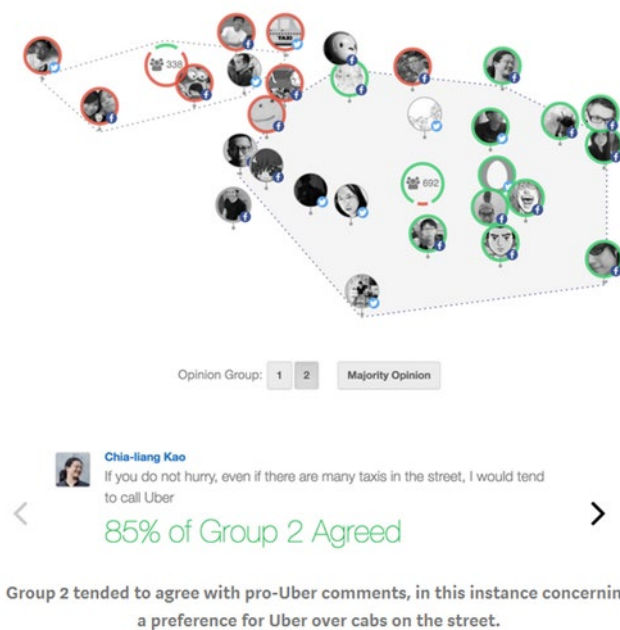 TAXI
338
692
Opinion Group: 1 2 Majority Opinion
Chia-liang Kao
If you do not hurry, even if there are many taxis in the street, I would tend
to call Uber
85% of Group 2 Agreed
Group 2 tended to agree with pro-Uber comments, in this instance concernin
a preference for Uber over cabs on the street.